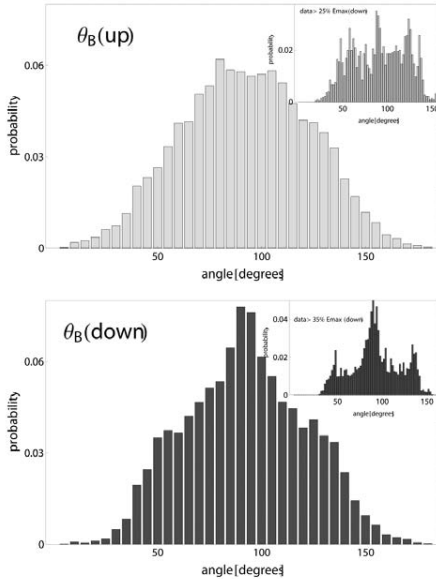 θB(up)
data> 25% Emax(down)
probability
0.02
0
50
100
150
angle[degrees]
probability
0.06
0.03
0
50
100
150
angle[degrees]
θB(down)
data> 35% Emax (down)
probability
0.04
0.02
0
50
100
150
angle[degrees]
probability
0.06
0.03
0
50
100
150
angle[degrees]